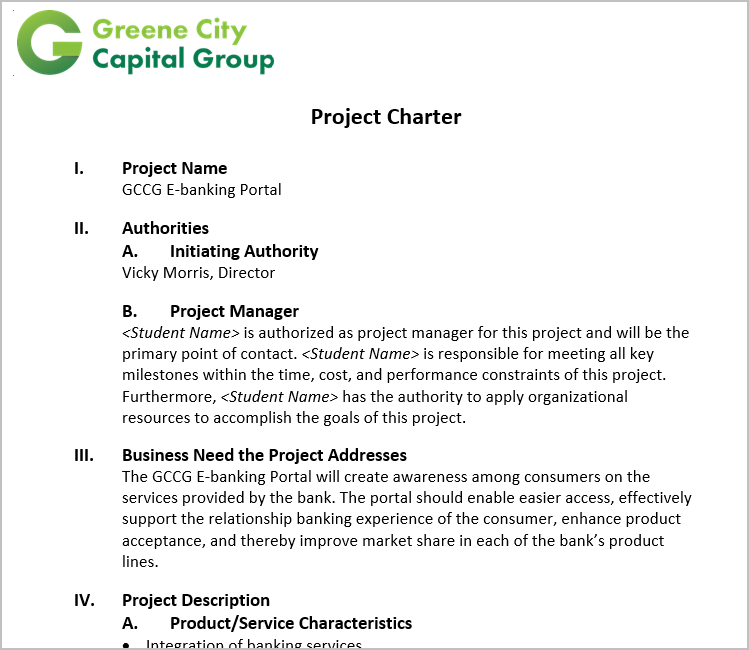 Greene City
Capital Group
Project Charter
I. Project Name
GCCG E-banking Portal
II. Authorities
A. Initiating Authority
Vicky Morris, Director
B. Project Manager
<Student Name> is authorized as project manager for this project and will be the
primary point of contact. <Student Name> is responsible for meeting all key
milestones within the time, cost, and performance constraints of this project.
Furthermore, <Student Name> has the authority to apply organizational
resources to accomplish the goals of this project.
III. Business Need the Project Addresses
The GCCG E-banking Portal will create awareness among consumers on the
services provided by the bank. The portal should enable easier access, effectively
support the relationship banking experience of the consumer, enhance product
acceptance, and thereby improve market share in each of the bank’s product
lines.
IV. Project Description
A. Product/Service Characteristics
• Integration of banking services